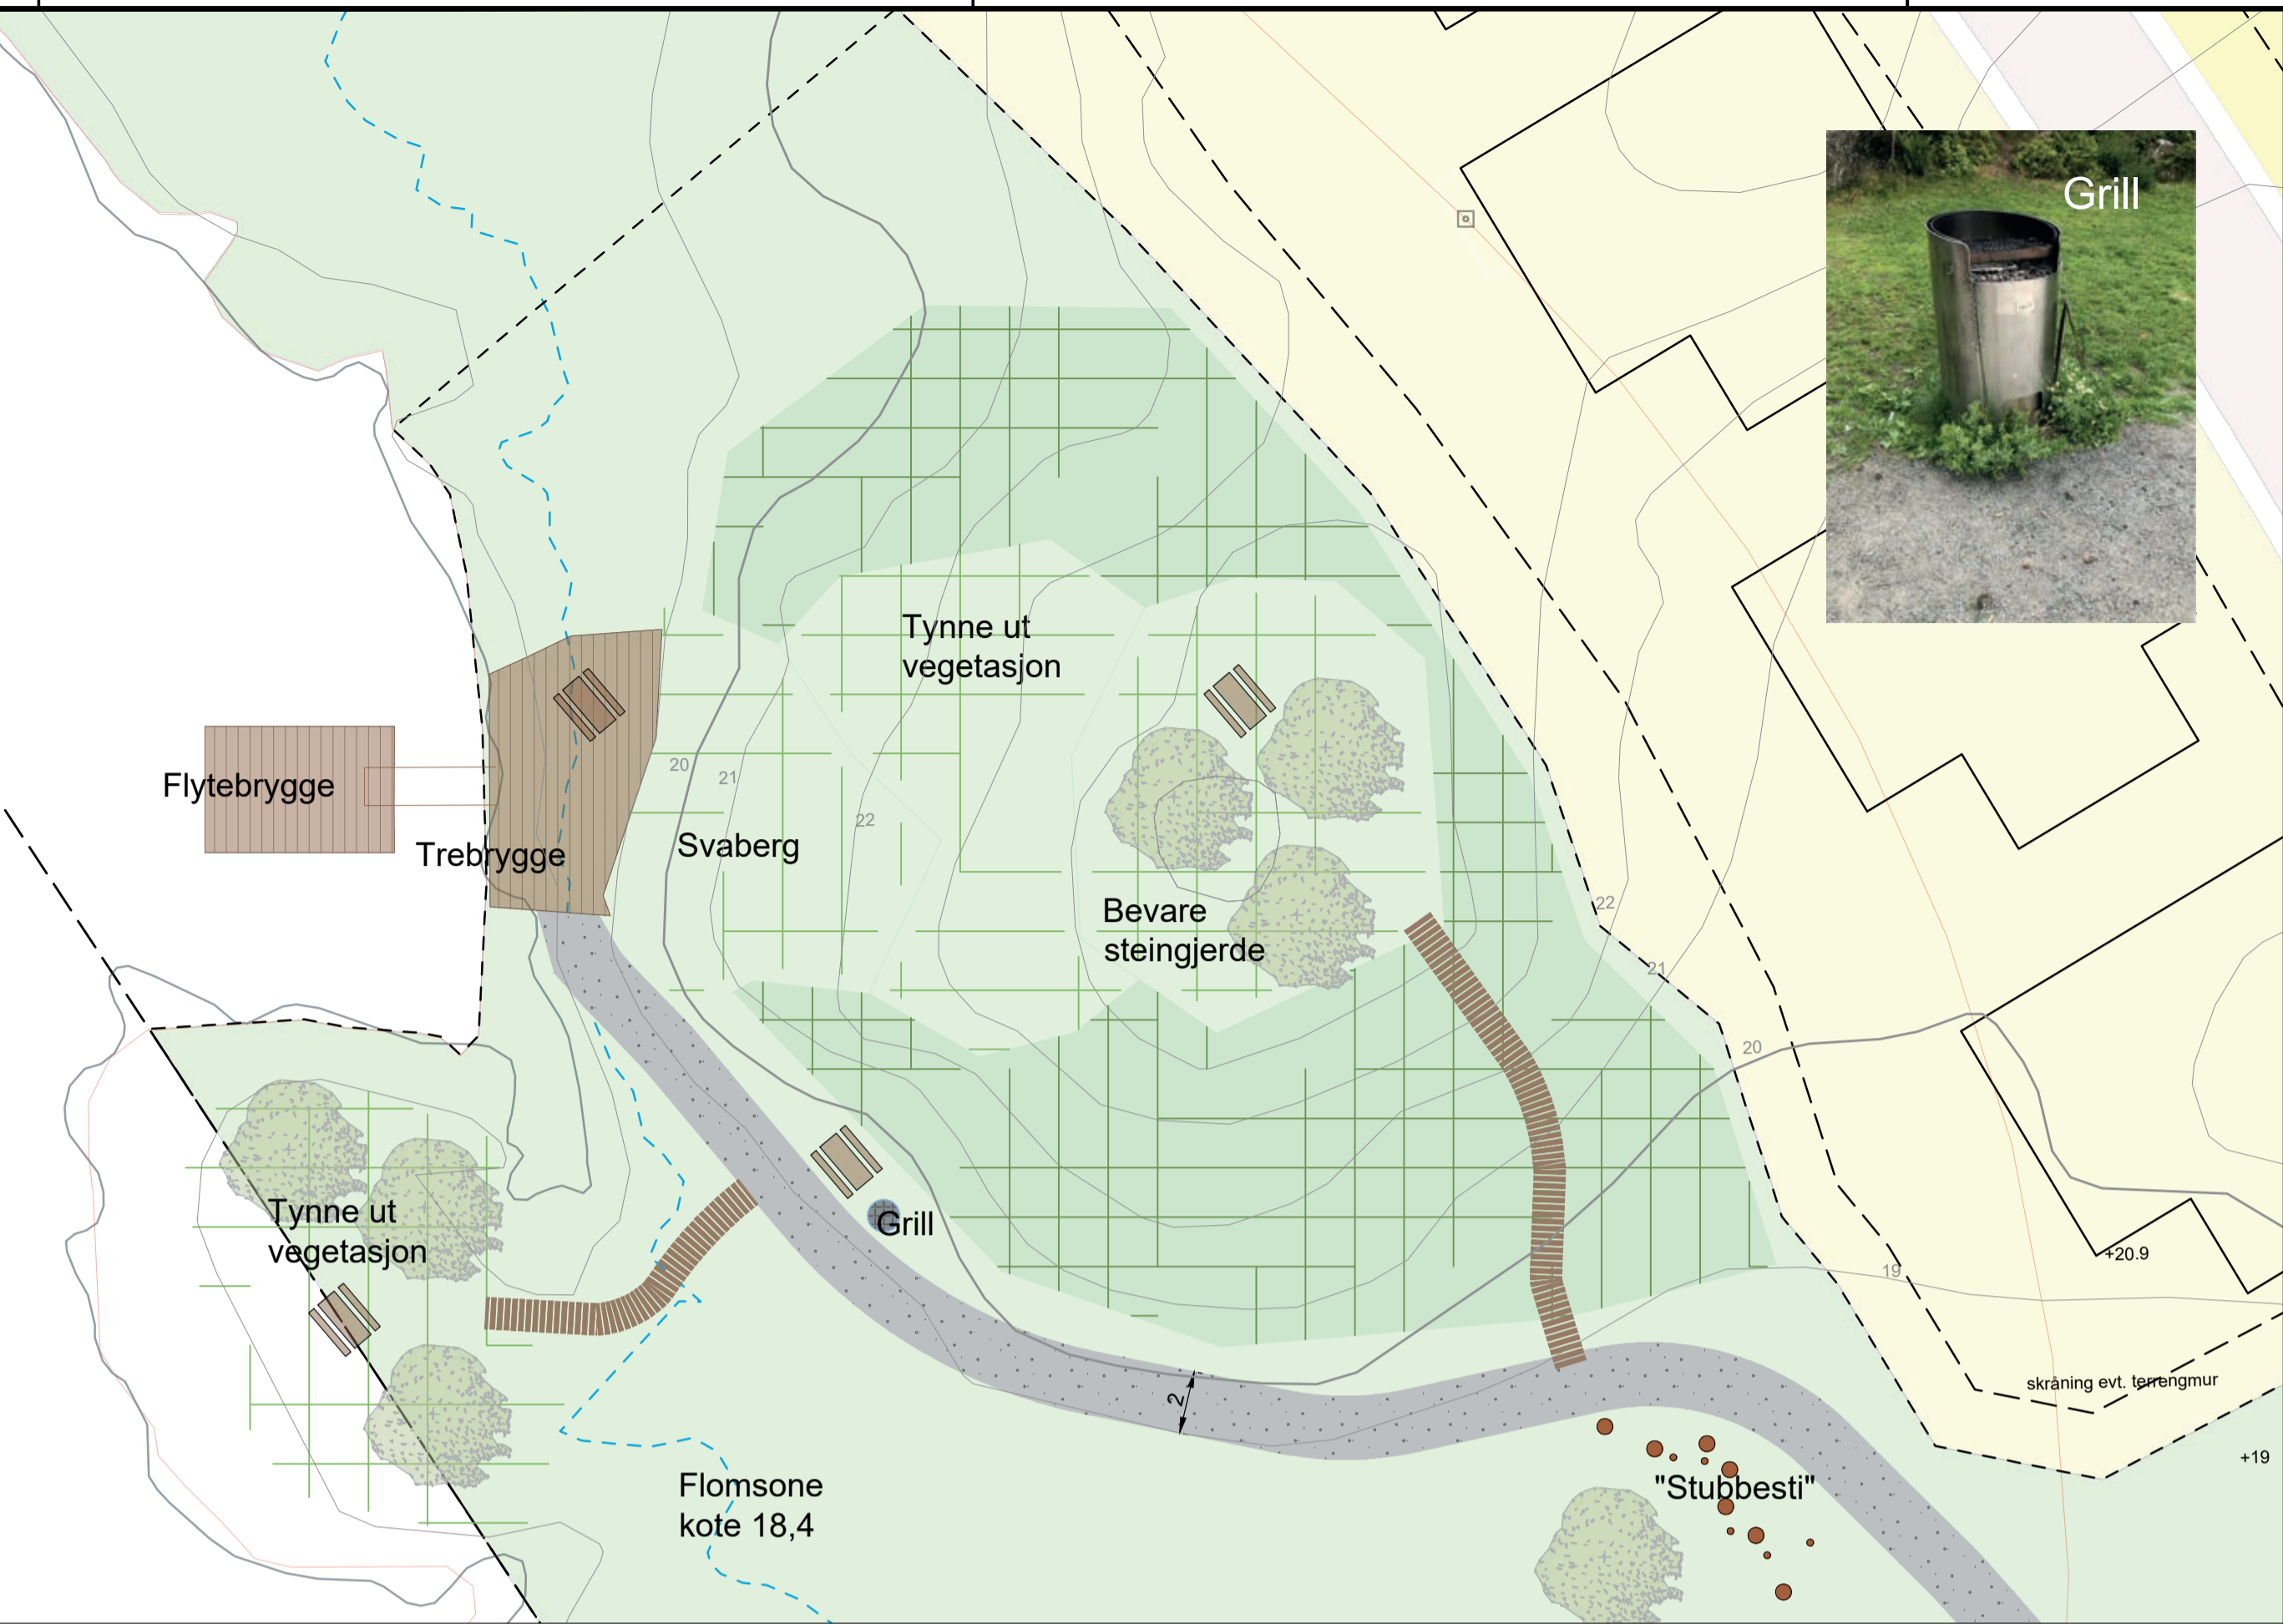 Grill
Tynne ut
vegetasjon
20
21
22
Flytebrygge
Trebrygge
Svaberg
Bevare
steingjerde
22
21
20
Tynne ut
vegetasjon
Grill
+20.9
19
2
skråning evt. terrengmur
+19
Flomsone
kote 18,4
"Stubbesti"